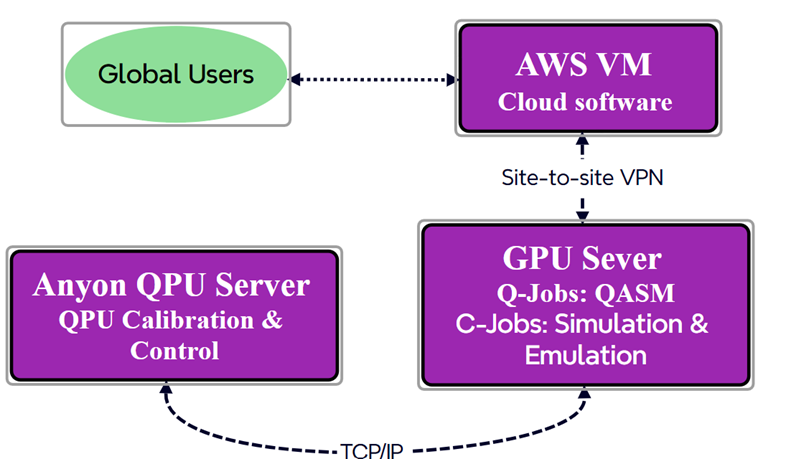 Global Users
AWS VM
Cloud software
Site-to-site VPN
GPU Sever
Q-Jobs: QASM
C-Jobs: Simulation &
Emulation
Anyon QPU Server
QPU Calibration &
Control
TCP/IP